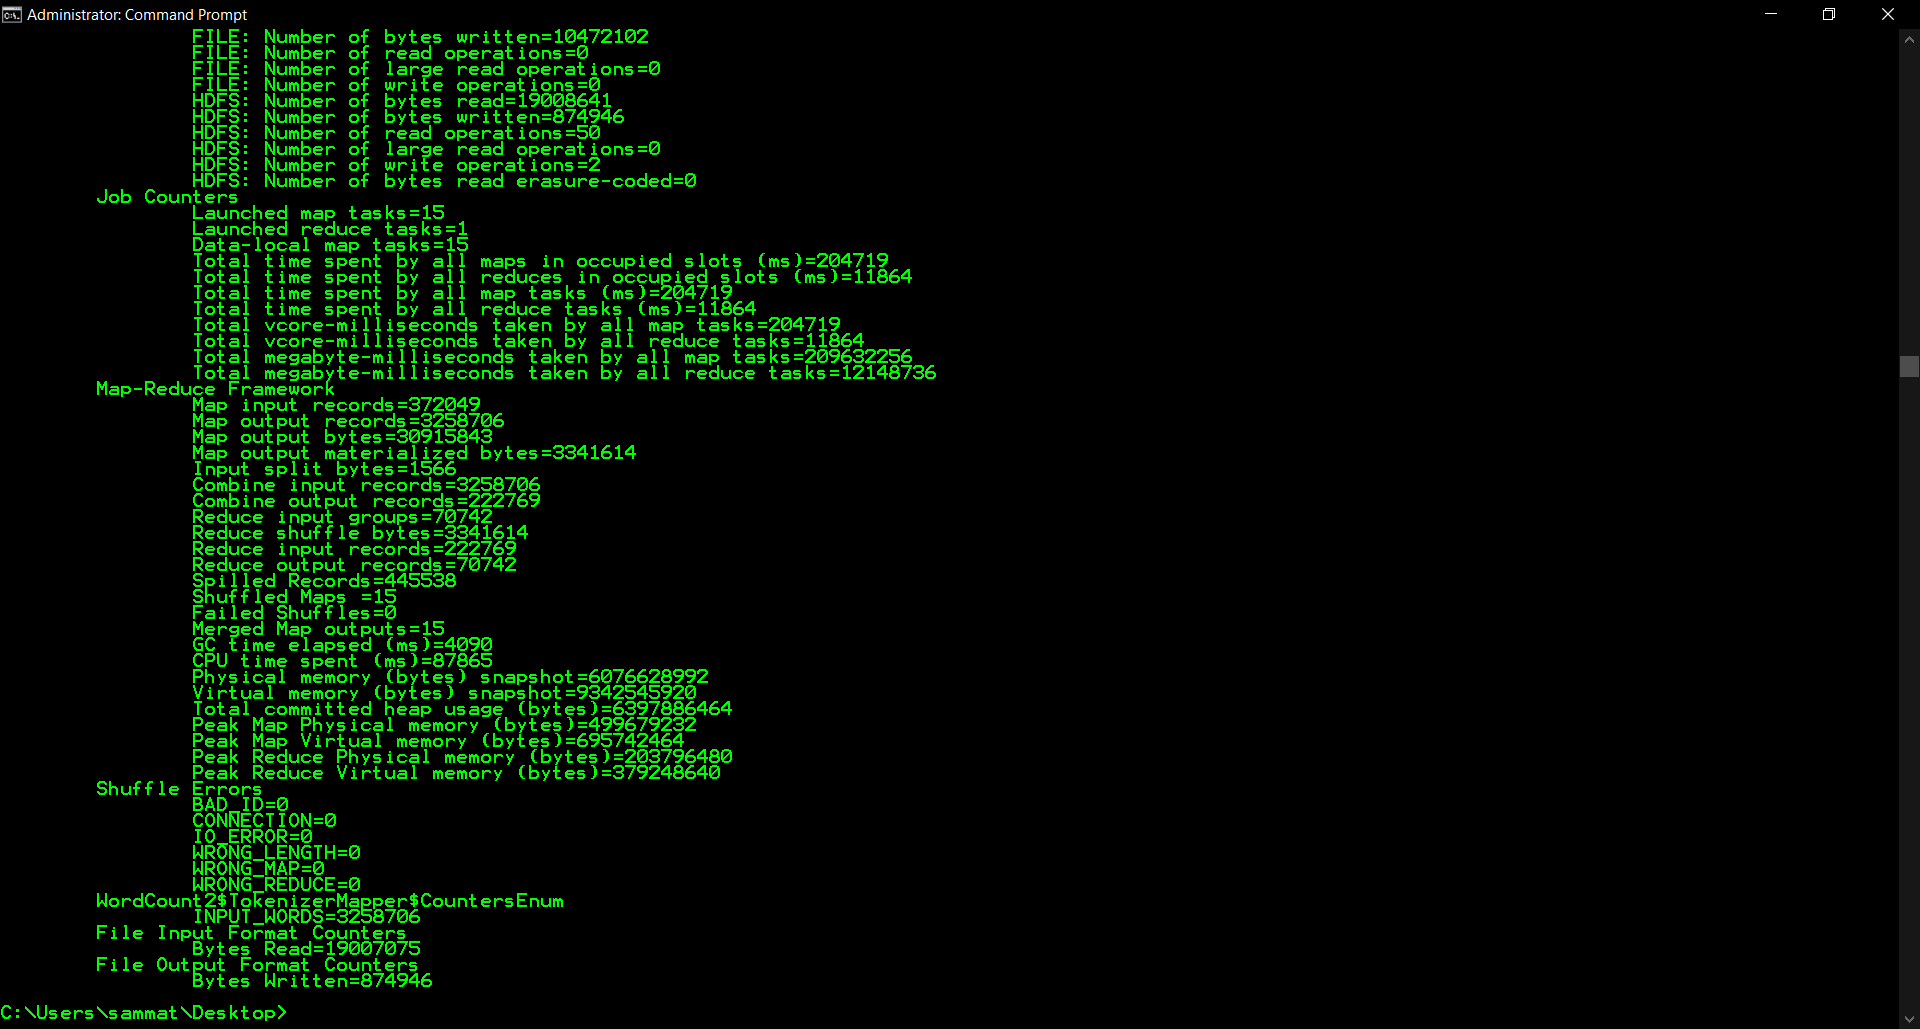 Administrator: Command Prompt
FILE: Number of bytes written=10472102
FILE: Number of read operations=0
FILE: Number of large read operations=0
FILE: Number of write operations=0
HDFS: Number of bytes read=19008641
HDFS: Number of bytes written=874946
HDFS: Number of read operations=50
HDFS: Number of large read operations=0
HDFS: Number of write operations=2
HDFS: Number of bytes read erasure-coded=0
Job Counters
Launched map tasks=15
Launched reduce tasks=1
Data-local map tasks=15
Total time spent by all maps in occupied slots (ms)=204719
Total time spent by all reduces in occupied slots (ms)=11864
Total time spent by all map tasks (ms)=204719
Total time spent by all reduce tasks (ms)=11864
Total vcore-milliseconds taken by all map tasks=204719
Total vcore-milliseconds taken by all reduce tasks=11864
Total megabyte-milliseconds taken by all map tasks=209632256
Total megabyte-milliseconds taken by all reduce tasks=12148736
Map-Reduce Framework
Map input records=372049
Map output records=3258706
Map output bytes=30915843
Map output materialized bytes=3341614
Input split bytes=1566
Combine input records=3258706
Combine output records=222769
Reduce input groups=70742
Reduce shuffle bytes=3341614
Reduce input records=222769
Reduce output records=70742
Spilled Records=445538
Shuffled Maps =15
Failed Shuffles=0
Merged Map outputs=15
GC time elapsed (ms)=4090
CPU time spent (ms)=87865
Physical memory (bytes) snapshot=6076628992
Virtual memory (bytes) snapshot=9342545920
Total committed heap usage (bytes)=6397886464
Peak Map Physical memory (bytes)=499679232
Peak Map Virtual memory (bytes)=695742464
Peak Reduce Physical memory (bytes)=203796480
Peak Reduce Virtual memory (bytes)=379248640
Shuffle Errors
BAD_ID=0
CONNECTION=0
IO_ERROR=0
WRONG_LENGTH=0
WRONG_MAP=0
WRONG_REDUCE=0
WordCount2$TokenizerMapper$CountersEnum
INPUT_WORDS=3258706
File Input Format Counters
Bytes Read=19007075
File Output Format Counters
Bytes Written=874946
C:\Users\sammat\Desktop>